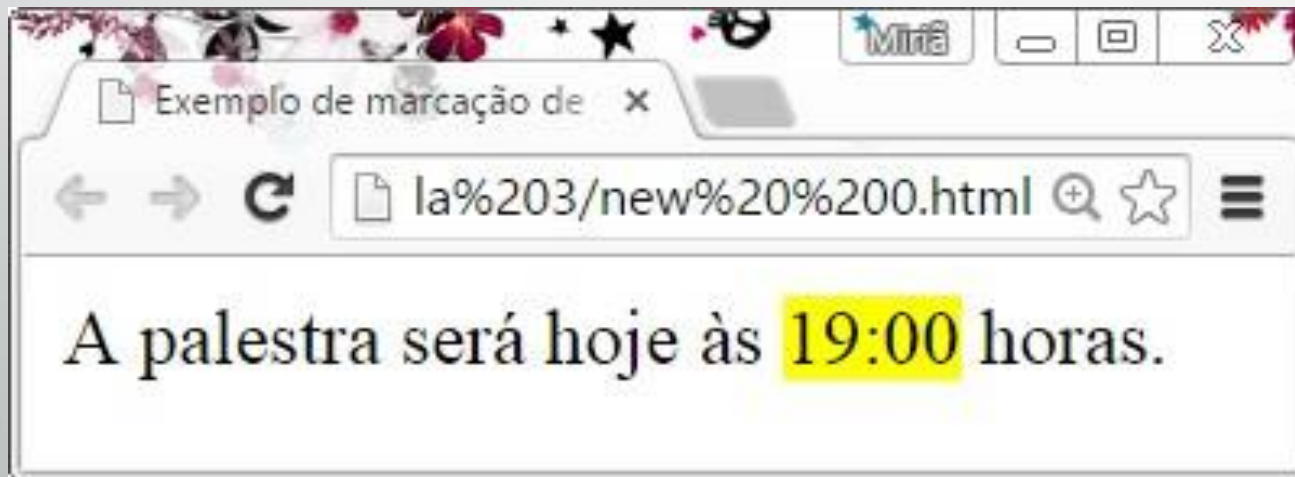 Miriã
Exemplo de marcação de
la%203/new%20%200.html
A palestra será hoje às 19:00 horas.